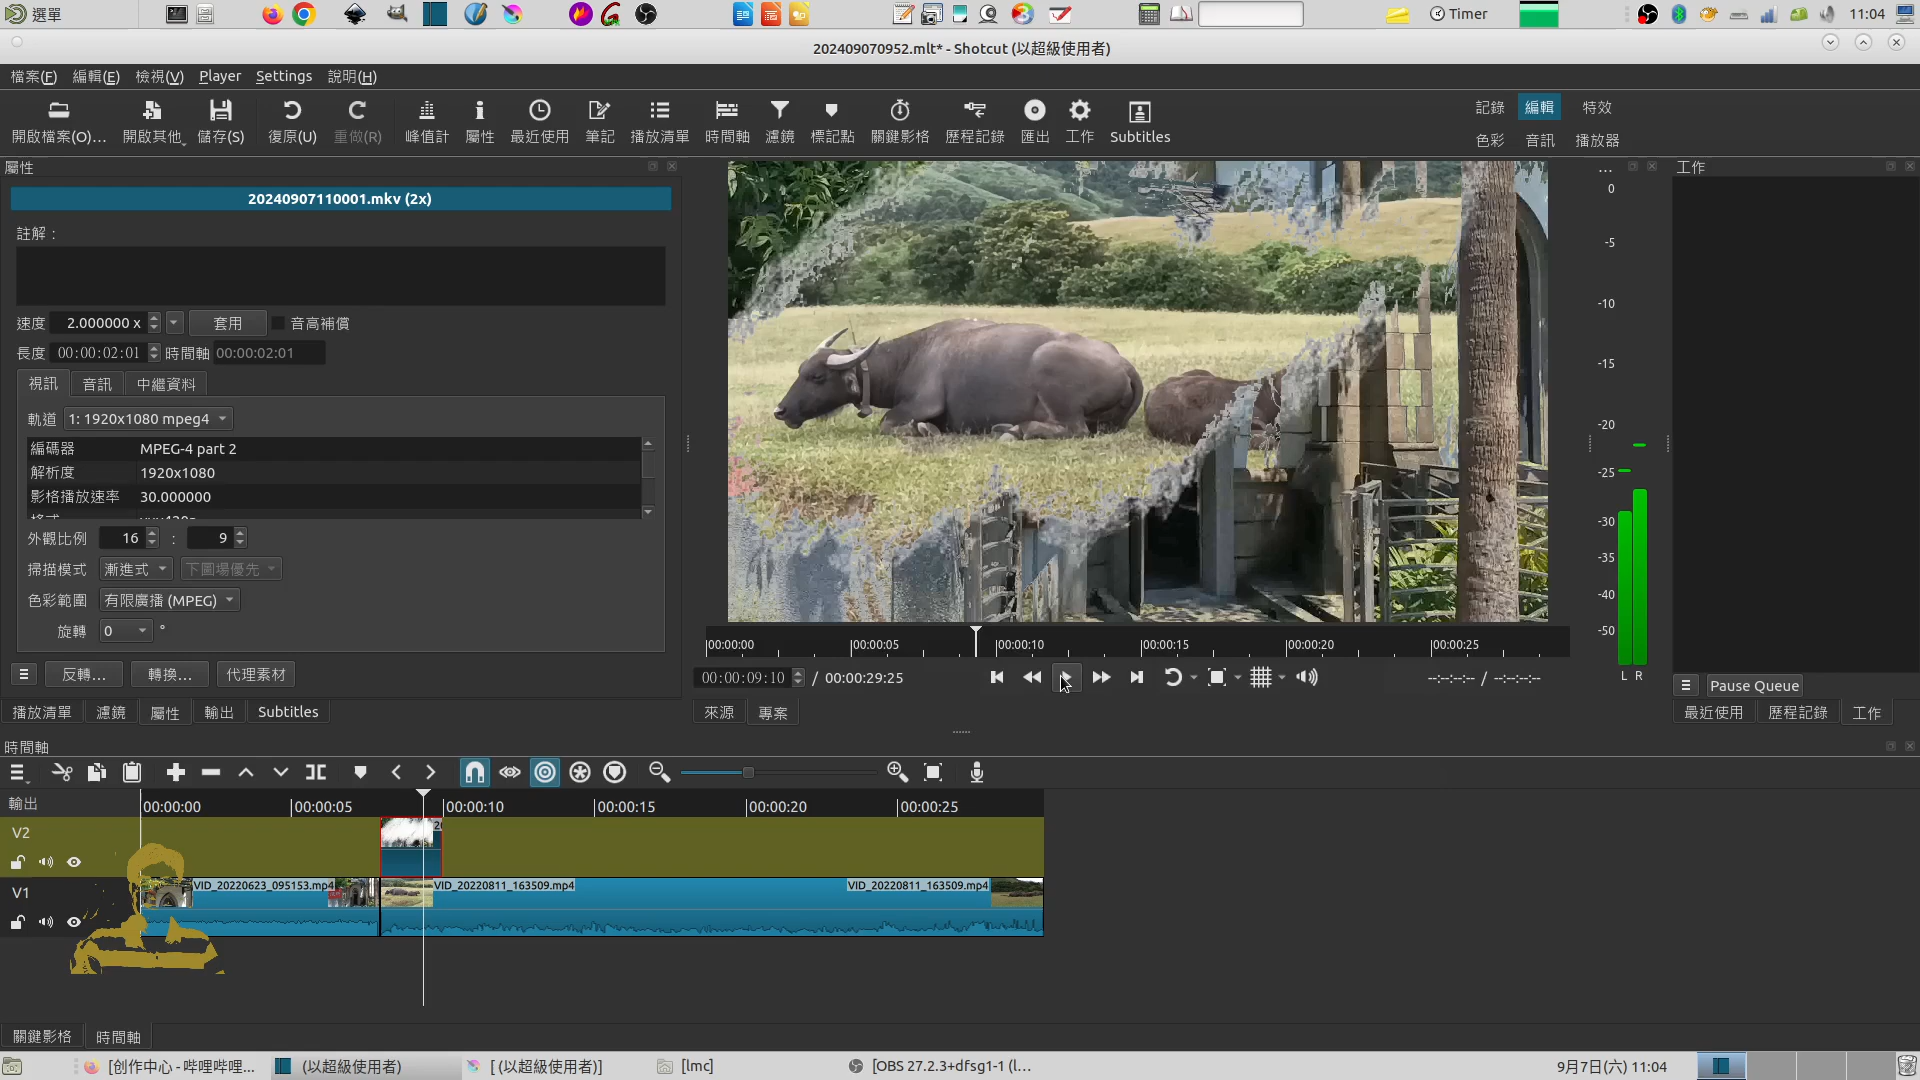 選單
Timer
11:04
202409070952.mlt* - Shotcut (以超級使用者)
檔案(F) 編輯(E) 檢視(V) Player Settings 說明(H)
開啟檔案(O)... 開啟其他. 儲存(S) 復原(U) 重做(R) 峰值計 屬性 最近使用 筆記 播放清單 時間軸 濾鏡 標記點 關鍵影格 歷程記錄 匯出 工作 Subtitles
記錄 編輯 特效
色彩 音訊 播放器
屬性
...
工作
20240907110001.mkv (2x)
註解：
速度 2.000000 x 套用 音高補償
長度 00:00:02:01 時間軸 00:00:02:01
視訊 音訊 中繼資料
軌道 1: 1920x1080 mpeg4
編碼器 MPEG-4 part 2
解析度 1920x1080
影格播放速率 30.000000
外觀比例 16 : 9
掃描模式 漸進式 下圖場優先
色彩範圍 有限廣播 (MPEG)
旋轉 0 °
反轉... 轉換... 代理素材
播放清單 濾鏡 屬性 輸出 Subtitles
00:00:00 00:00:05 00:00:10 00:00:15 00:00:20 00:00:25
00:00:09:10 / 00:00:29:25
--:--:--:-- / --:--:--:--
來源 專案
0
-5
-10
-15
-20
-25
-30
-35
-40
-50
L R
Pause Queue
最近使用 歷程記錄 工作
時間軸
輸出
00:00:00 00:00:05 00:00:10 00:00:15 00:00:20 00:00:25
V2
V1
VID_20220623_095153.mp4
VID_20220811_163509.mp4
VID_20220811_163509.mp4
關鍵影格 時間軸
[创作中心 - 哔哩哔哩...
(以超級使用者)
[ (以超級使用者)]
[lmc]
[OBS 27.2.3+dfsg1-1 (l...
9月7日(六) 11:04